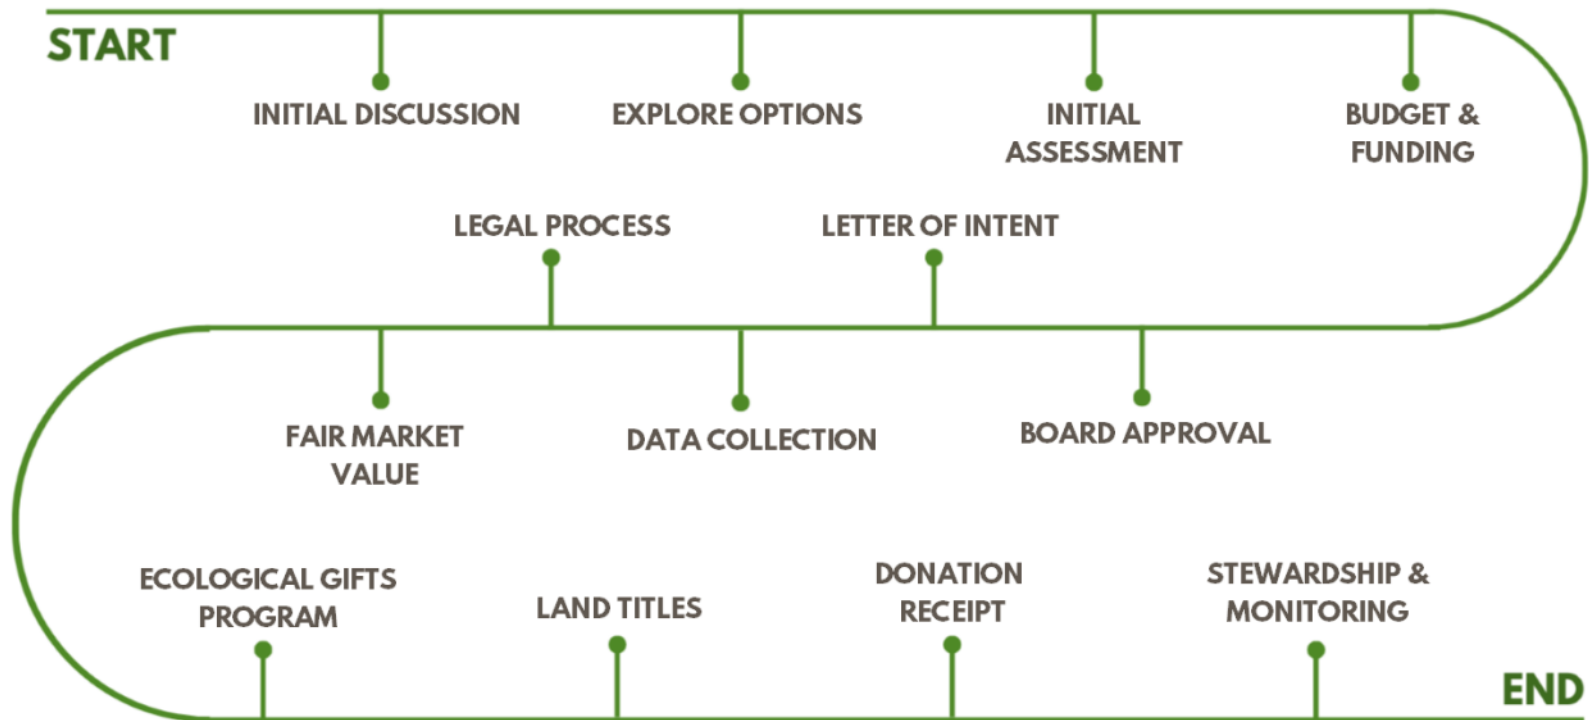 START
INITIAL DISCUSSION
EXPLORE OPTIONS
INITIAL
ASSESSMENT
BUDGET &
FUNDING
LEGAL PROCESS
LETTER OF INTENT
FAIR MARKET
VALUE
DATA COLLECTION
BOARD APPROVAL
ECOLOGICAL GIFTS
PROGRAM
LAND TITLES
DONATION
RECEIPT
STEWARDSHIP &
MONITORING
END